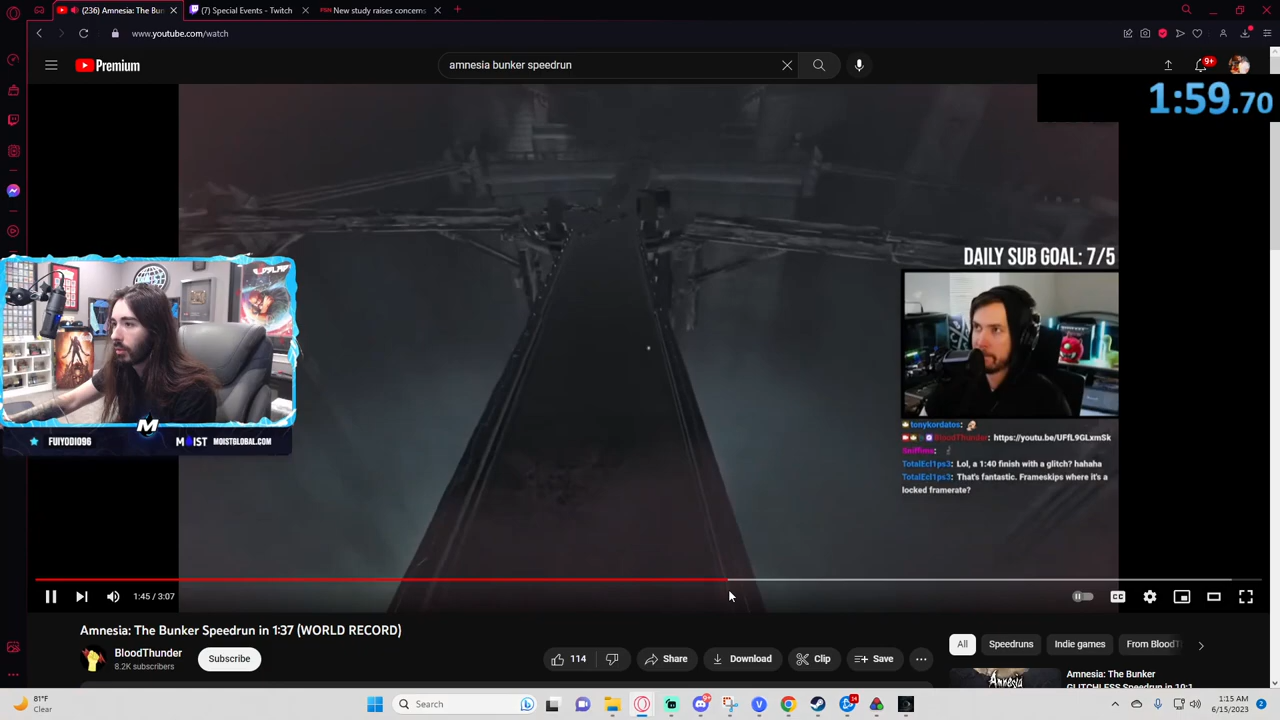 (236) Amnesia: The Bun
(7) Special Events - Twitch
New study raises concerns
www.youtube.com/watch
Premium
amnesia bunker speedrun
9+
1:59.70
DAILY SUB GOAL: 7/5
tonykordatos:
https://youtu.be/UFfL9GLxmSk
Sniffims:
TotalEcl1ps3: Lol, a 1:40 finish with a glitch? hahaha
TotalEcl1ps3: That's fantastic. Frameskips where it's a
locked framerate?
M
FUIYODI096
MOIST MOISTGLOBAL.COM
1:45 / 3:07
CC
Amnesia: The Bunker Speedrun in 1:37 (WORLD RECORD)
BloodThunder
8.2K subscribers
Subscribe
114
Share
Download
Clip
Save
All
Speedruns
Indie games
From BloodT
Amnesia: The Bunker
GLITCHLESS Speedrun in 19:1
81°F
Clear
Search
1:15 AM
6/15/2023